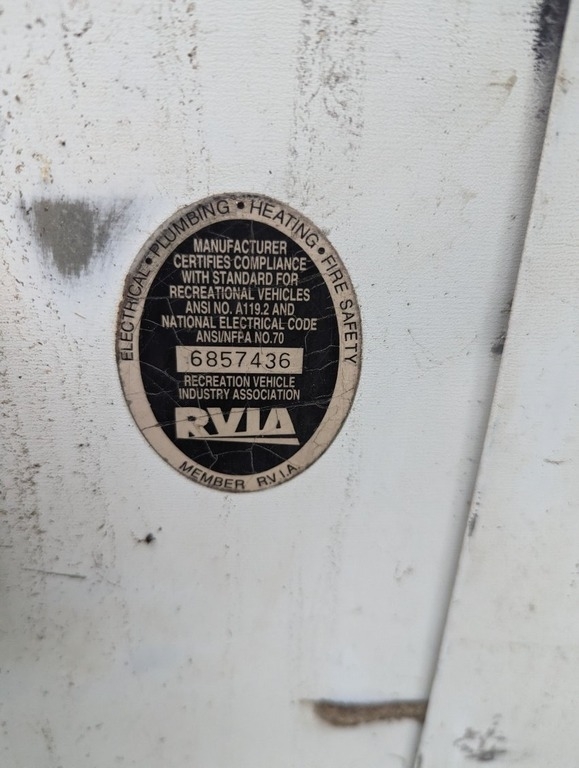 ELECTRICAL • PLUMBING • HEATING • FIRE SAFETY
MANUFACTURER
CERTIFIES COMPLIANCE
WITH STANDARD FOR
RECREATIONAL VEHICLES
ANSI NO. A119.2 AND
NATIONAL ELECTRICAL CODE
ANSI/NFPA NO.70
6857436
RECREATION VEHICLE
INDUSTRY ASSOCIATION
RVIA
MEMBER R.V.I.A.